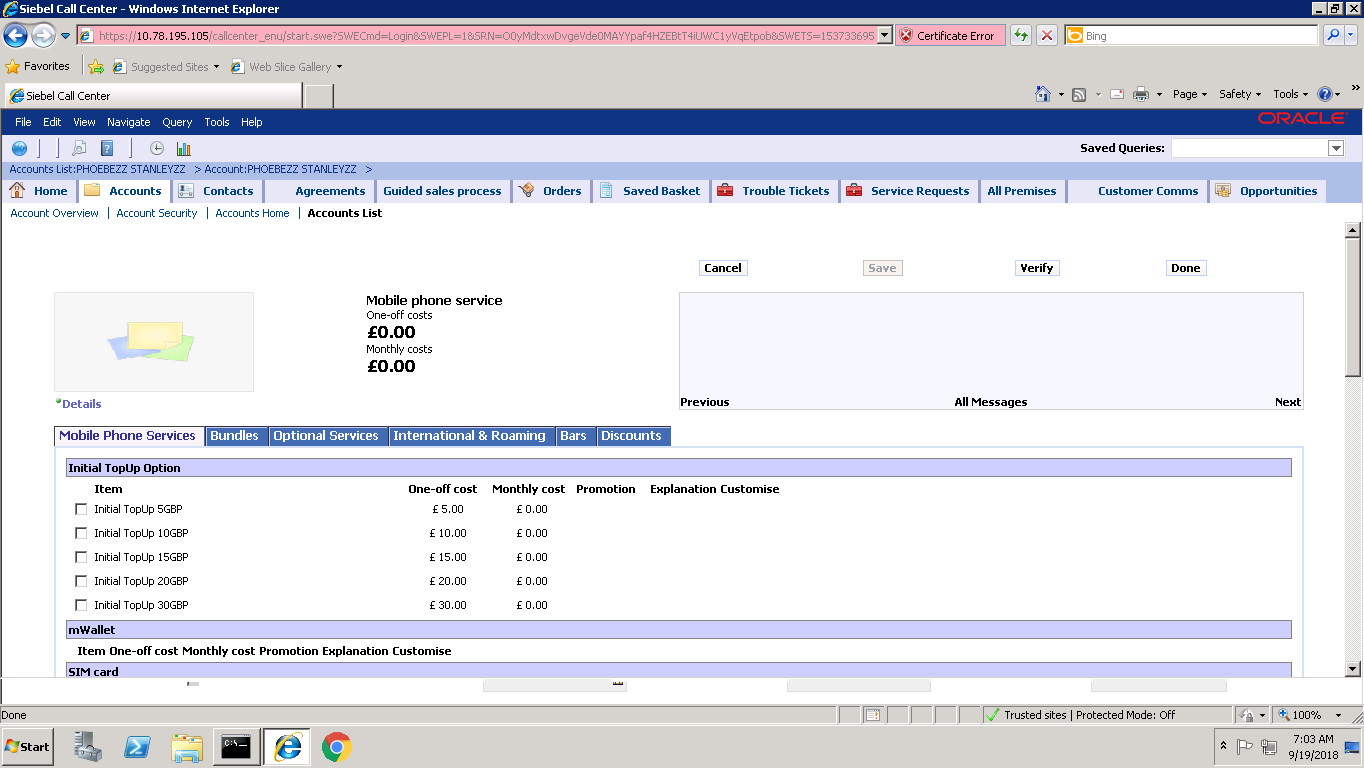 Siebel Call Center - Windows Internet Explorer
https://10.78.195.105/callcenter_enu/start.swe?SWECmd=Login&SWEPL=1&SRN=O0yMdtxwDvgeVde0MAYYpaf4HZEBtT4iUWC1yVqEtpob&SWETS=153733695 Certificate Error Bing
Favorites Suggested Sites Web Slice Gallery
Siebel Call Center Page Safety Tools
File Edit View Navigate Query Tools Help ORACLE
Saved Queries:
Accounts List:PHOEBEZZ STANLEYZZ > Account:PHOEBEZZ STANLEYZZ >
Home Accounts Contacts Agreements Guided sales process Orders Saved Basket Trouble Tickets Service Requests All Premises Customer Comms Opportunities
Account Overview | Account Security | Accounts Home | Accounts List
Cancel Save Verify Done
Mobile phone service
One-off costs
£0.00
Monthly costs
£0.00
Previous All Messages Next
Details
Mobile Phone Services Bundles Optional Services International & Roaming Bars Discounts
Initial TopUp Option
Item One-off cost Monthly cost Promotion Explanation Customise
Initial TopUp 5GBP £ 5.00 £ 0.00
Initial TopUp 10GBP £ 10.00 £ 0.00
Initial TopUp 15GBP £ 15.00 £ 0.00
Initial TopUp 20GBP £ 20.00 £ 0.00
Initial TopUp 30GBP £ 30.00 £ 0.00
mWallet
Item One-off cost Monthly cost Promotion Explanation Customise
SIM card
Done Trusted sites | Protected Mode: Off 100%
Start C:\ 7:03 AM
9/19/2018